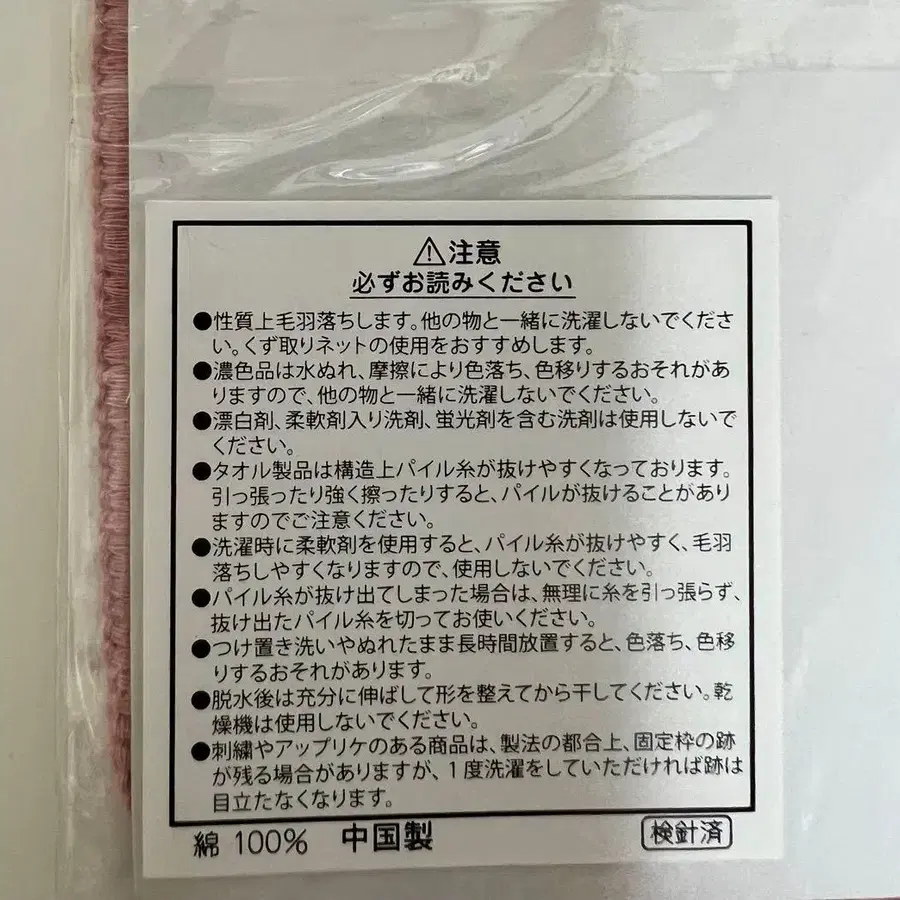 ⚠注意
必ずお読みください
●性質上毛羽落ちします。他の物と一緒に洗濯しないでくださ
い。くず取りネットの使用をおすすめします。
●濃色品は水ぬれ、摩擦により色落ち、色移りするおそれがあ
りますので、他の物と一緒に洗濯しないでください。
●漂白剤、柔軟剤入り洗剤、蛍光剤を含む洗剤は使用しないで
ください。
●タオル製品は構造上パイル糸が抜けやすくなっております。
引っ張ったり強く擦ったりすると、パイルが抜けることがあり
ますのでご注意ください。
●洗濯時に柔軟剤を使用すると、パイル糸が抜けやすく、毛羽
落ちしやすくなりますので、使用しないでください。
●パイル糸が抜け出てしまった場合は、無理に糸を引っ張らず、
抜け出たパイル糸を切ってお使いください。
●つけ置き洗いやぬれたまま長時間放置すると、色落ち、色移
りするおそれがあります。
●脱水後は充分に伸ばして形を整えてから干してください。乾
燥機は使用しないでください。
●刺繍やアップリケのある商品は、製法の都合上、固定枠の跡
が残る場合がありますが、1度洗濯をしていただければ跡は
目立たなくなります。
綿 100% 中国製 検針済